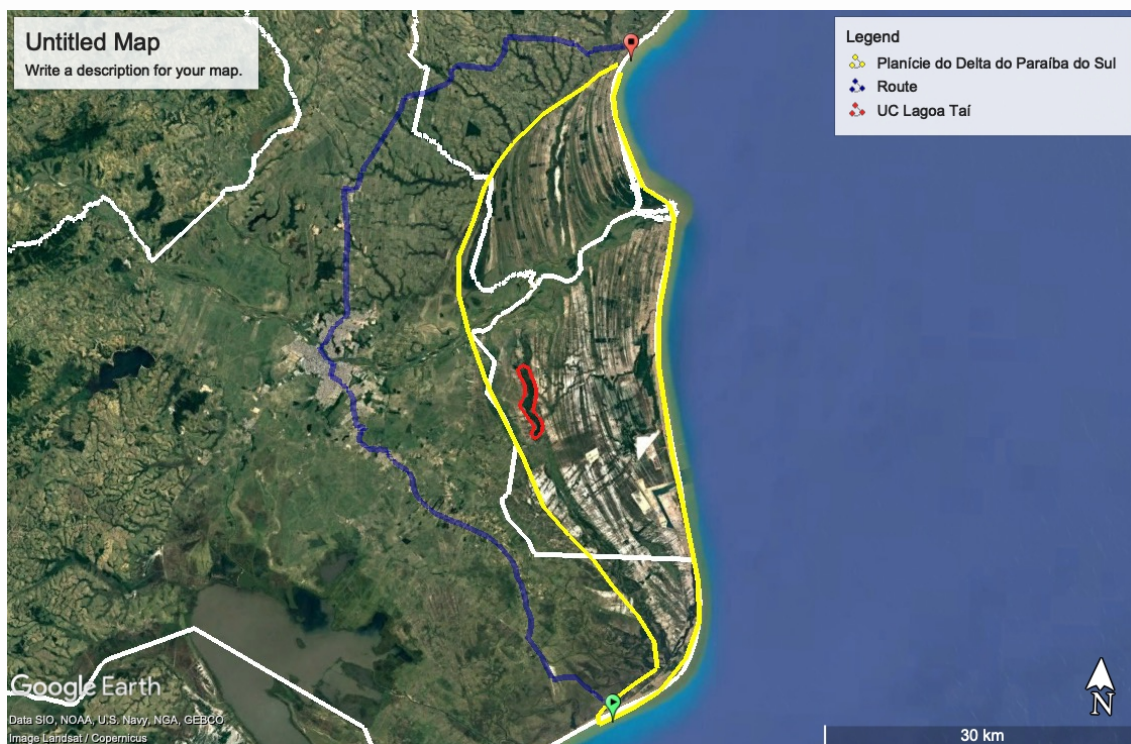 Untitled Map
Write a description for your map.
Legend
Planície do Delta do Paraíba do Sul
Route
UC Lagoa Taí
Google Earth
Data SIO, NOAA, U.S. Navy, NGA, GEBCO
Image Landsat / Copernicus
30 km
N